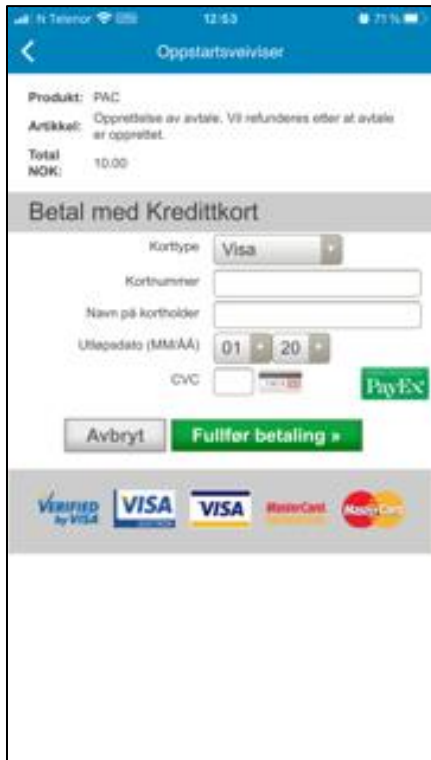 N Telenor
12:53
71 %
Oppstartsveiviser
Produkt: PAC
Artikkel: Opprettelse av avtale. Vil refunderes etter at avtale
er opprettet.
Total
NOK: 10.00
Betal med Kredittkort
Korttype Visa
Kortnummer
Navn på kortholder
Utløpsdato (MM/ÅÅ) 01 20
CVC
PayEx
Avbryt Fullfør betaling »
VERIFIED
by VISA
VISA
VISA
MasterCard
MasterCard